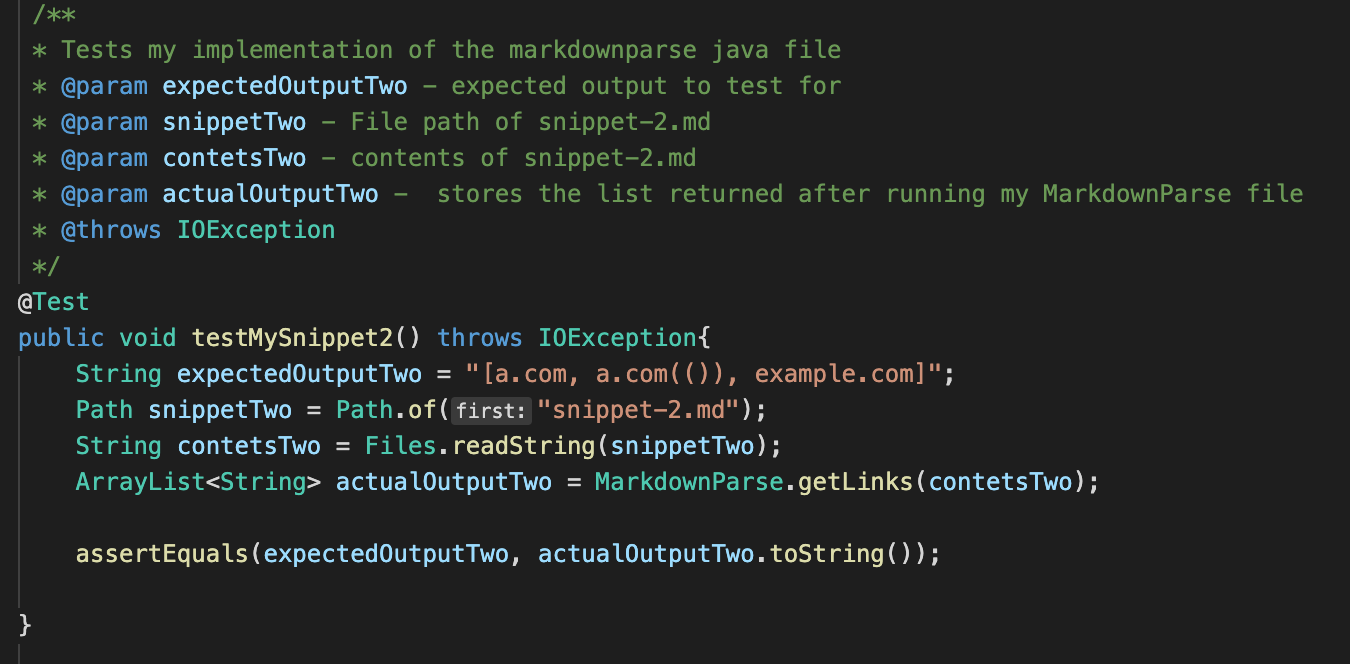 /**
* Tests my implementation of the markdownparse java file
* @param expectedOutputTwo – expected output to test for
* @param snippetTwo – File path of snippet-2.md
* @param contetsTwo – contents of snippet-2.md
* @param actualOutputTwo –  stores the list returned after running my MarkdownParse file
* @throws IOException
*/
@Test
public void testMySnippet2() throws IOException{
    String expectedOutputTwo = "[a.com, a.com(()), example.com]";
    Path snippetTwo = Path.of(first: "snippet-2.md");
    String contetsTwo = Files.readString(snippetTwo);
    ArrayList<String> actualOutputTwo = MarkdownParse.getLinks(contetsTwo);
    assertEquals(expectedOutputTwo, actualOutputTwo.toString());
}